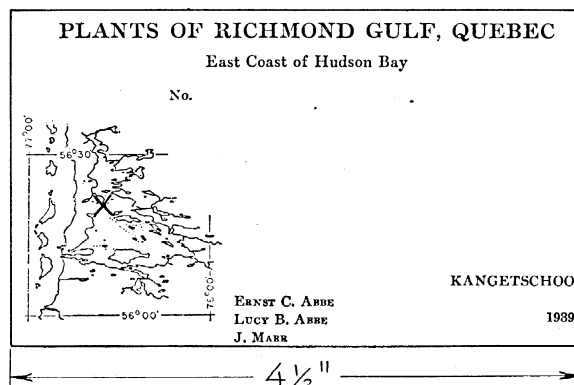 PLANTS OF RICHMOND GULF, QUEBEC
East Coast of Hudson Bay
No.
77°00'
56°30'
76°00'
56°00'
KANGETSCHOO
ERNST C. ABBE
LUCY B. ABBE
1939
J. MARR
4½"